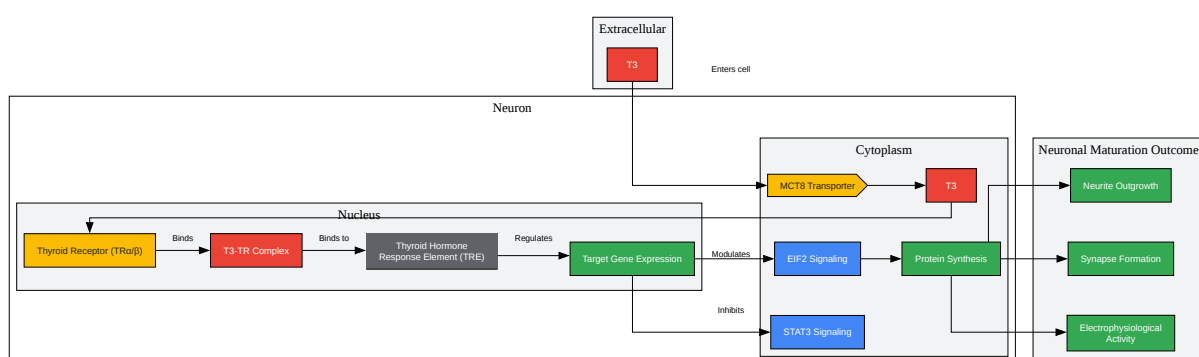 Extracellular
T3
Enters cell
Neuron
Cytoplasm
Neuronal Maturation Outcome
MCT8 Transporter
T3
Neurite Outgrowth
Nucleus
Thyroid Receptor (TRα/β)
Binds
T3-TR Complex
Binds to
Thyroid Hormone
Response Element (TRE)
Regulates
Target Gene Expression
Modulates
EIF2 Signaling
Protein Synthesis
Synapse Formation
Inhibits
STAT3 Signaling
Electrophysiological
Activity